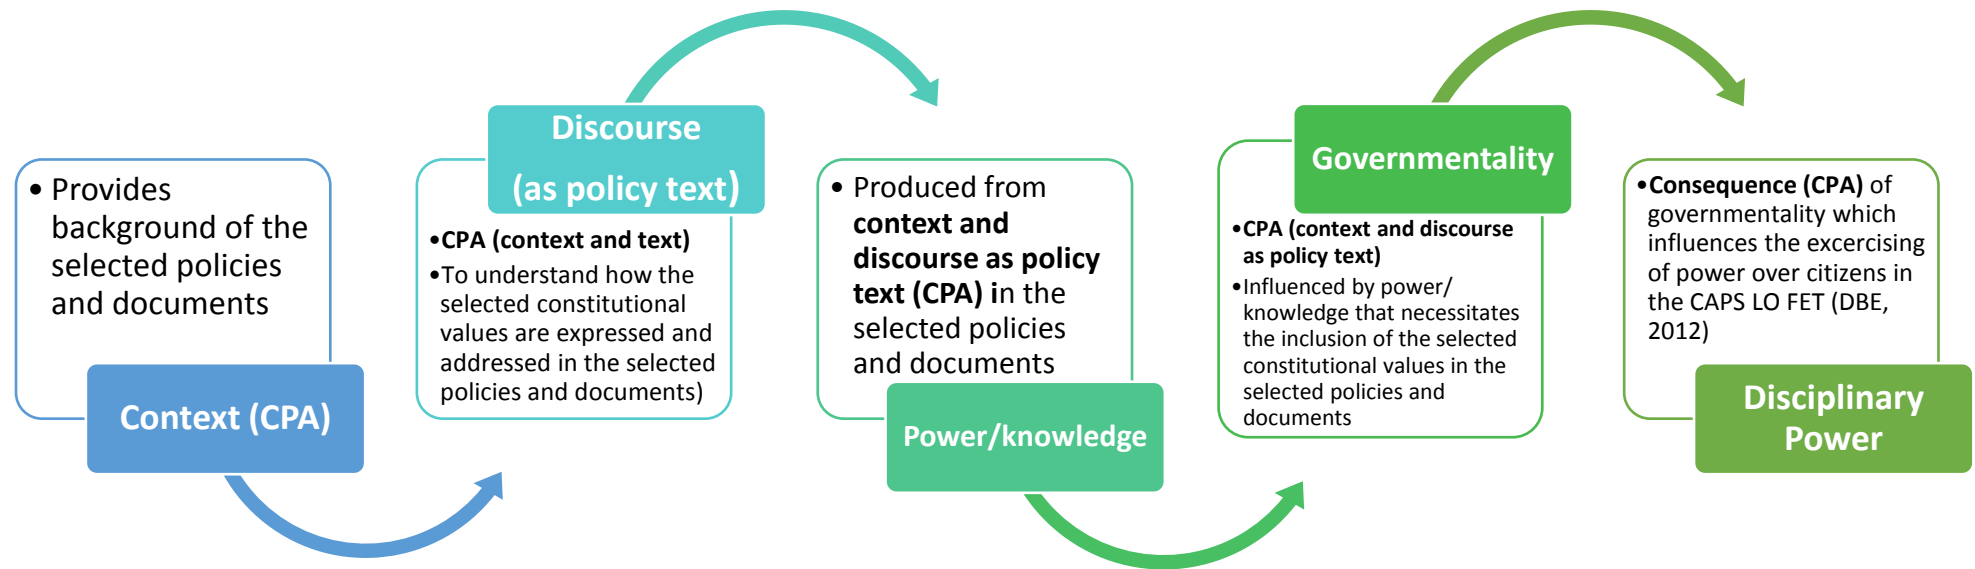 • Provides
background of the
selected policies
and documents
Context (CPA)
Discourse
(as policy text)
•CPA (context and text)
•To understand how the
selected constitutional
values are expressed and
addressed in the selected
policies and documents)
• Produced from
context and
discourse as policy
text (CPA) in the
selected policies
and documents
Power/knowledge
Governmentality
•CPA (context and discourse
as policy text)
•Influenced by power/
knowledge that necessitates
the inclusion of the selected
constitutional values in the
selected policies and
documents
•Consequence (CPA) of
governmentality which
influences the excercising
of power over citizens in
the CAPS LO FET (DBE,
2012)
Disciplinary
Power